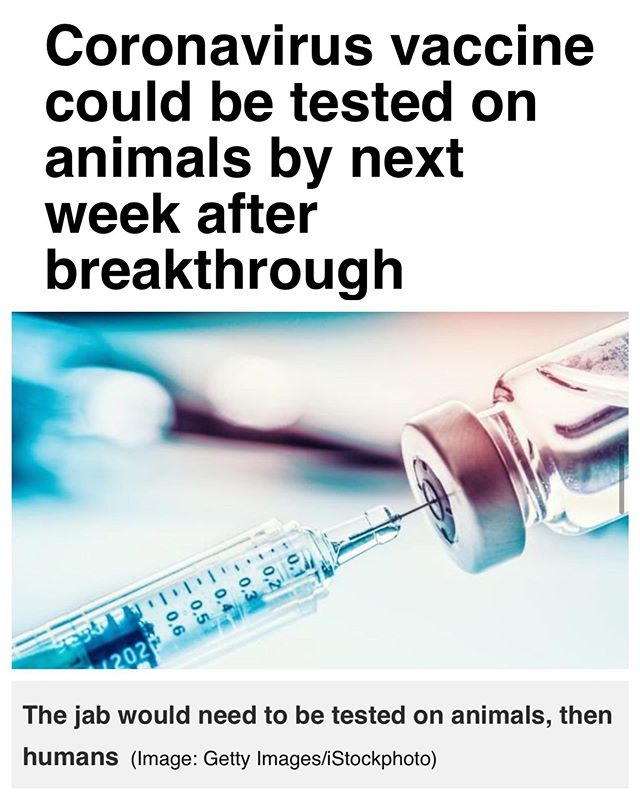 Coronavirus vaccine
could be tested on
animals by next
week after
breakthrough
0.1
0.2
0.3
0.4
0.5
0.6
202
The jab would need to be tested on animals, then
humans (Image: Getty Images/iStockphoto)